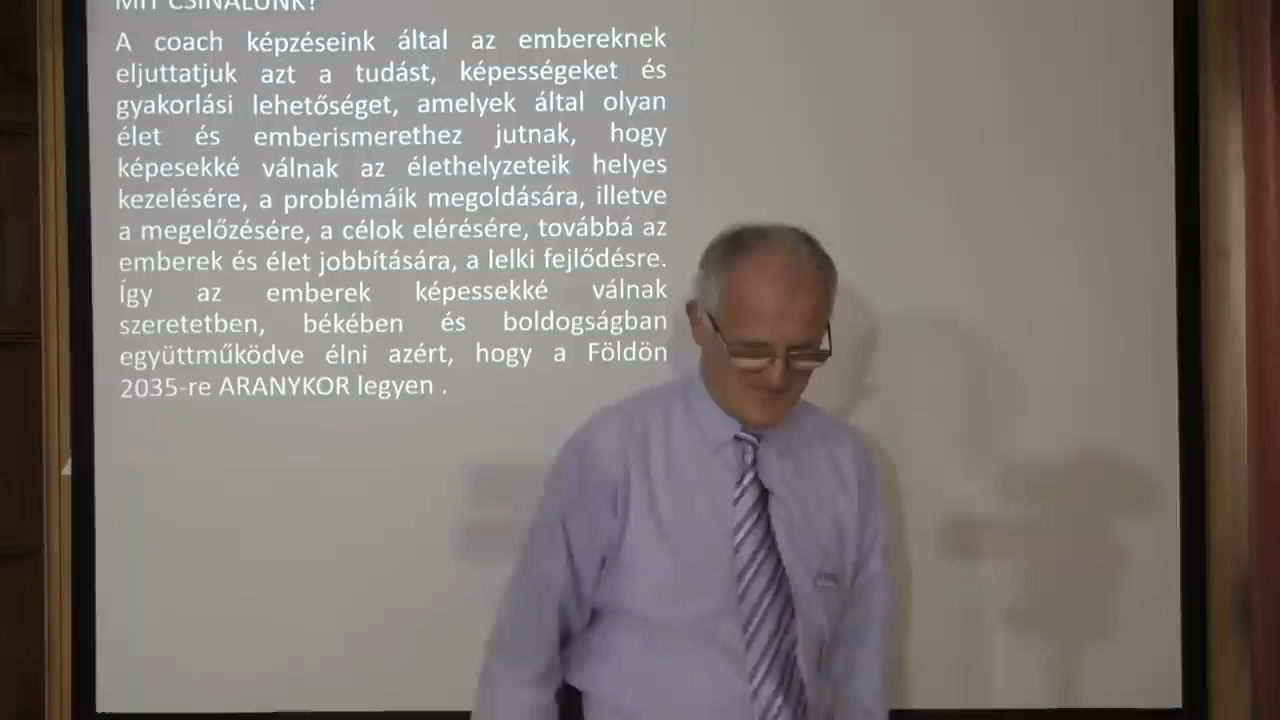 MIT CSINÁLUNK?
A coach képzéseink által az embereknek
eljuttatjuk azt a tudást, képességeket és
gyakorlási lehetőséget, amelyek által olyan
élet és emberismerethez jutnak, hogy
képesekké válnak az élethelyzeteik helyes
kezelésére, a problémáik megoldására, illetve
a megelőzésére, a célok elérésére, továbbá az
emberek és élet jobbítására, a lelki fejlődésre.
Így az emberek képessekké válnak
szeretetben, békében és boldogságban
együttműködve élni azért, hogy a Földön
2035-re ARANYKOR legyen .